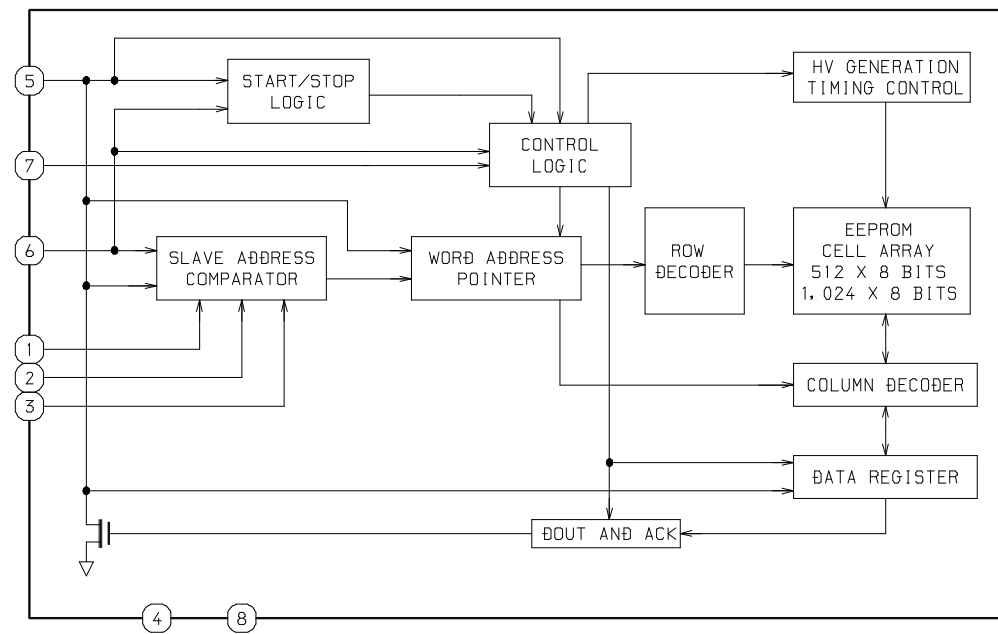 5
START/STOP
LOGIC
HV GENERATION
TIMING CONTROL
7
CONTROL
LOGIC
6
SLAVE ADDRESS
COMPARATOR
WORD ADDRESS
POINTER
ROW
DECODER
EEPROM
CELL ARRAY
512 X 8 BITS
1,024 X 8 BITS
1
2
3
COLUMN DECODER
DATA REGISTER
DOUT AND ACK
4
8